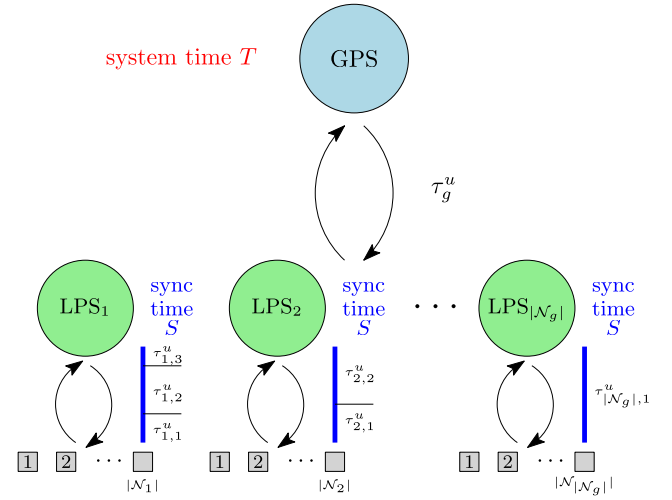 system time T
GPS
τ_g^u
LPS_1
sync
time
S
LPS_2
sync
time
S
· · ·
LPS_{|𝒩_g|}
sync
time
S
τ_{1,3}^u
τ_{1,2}^u
τ_{1,1}^u
τ_{2,2}^u
τ_{2,1}^u
τ_{|𝒩_g|,1}^u
1 2 · · ·
|𝒩_1|
1 2 · · ·
|𝒩_2|
1 2 · · ·
|𝒩_{|𝒩_g|}|